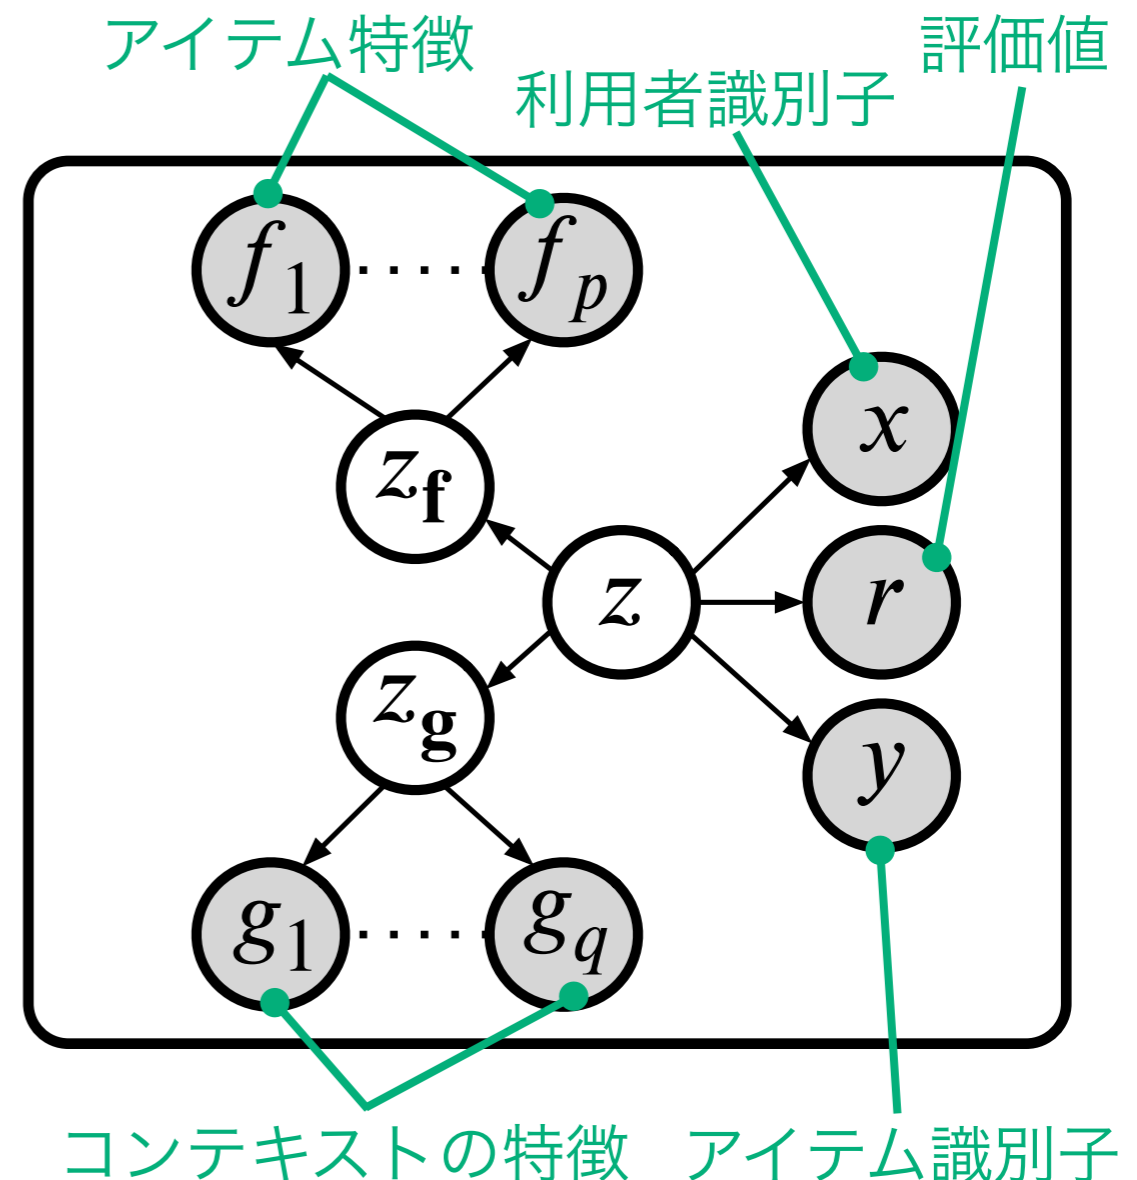 アイテム特徴
評価値
利用者識別子
f1 ····· fp
x
zf
z
r
zg
y
g1 ····· gq
コンテキストの特徴
アイテム識別子